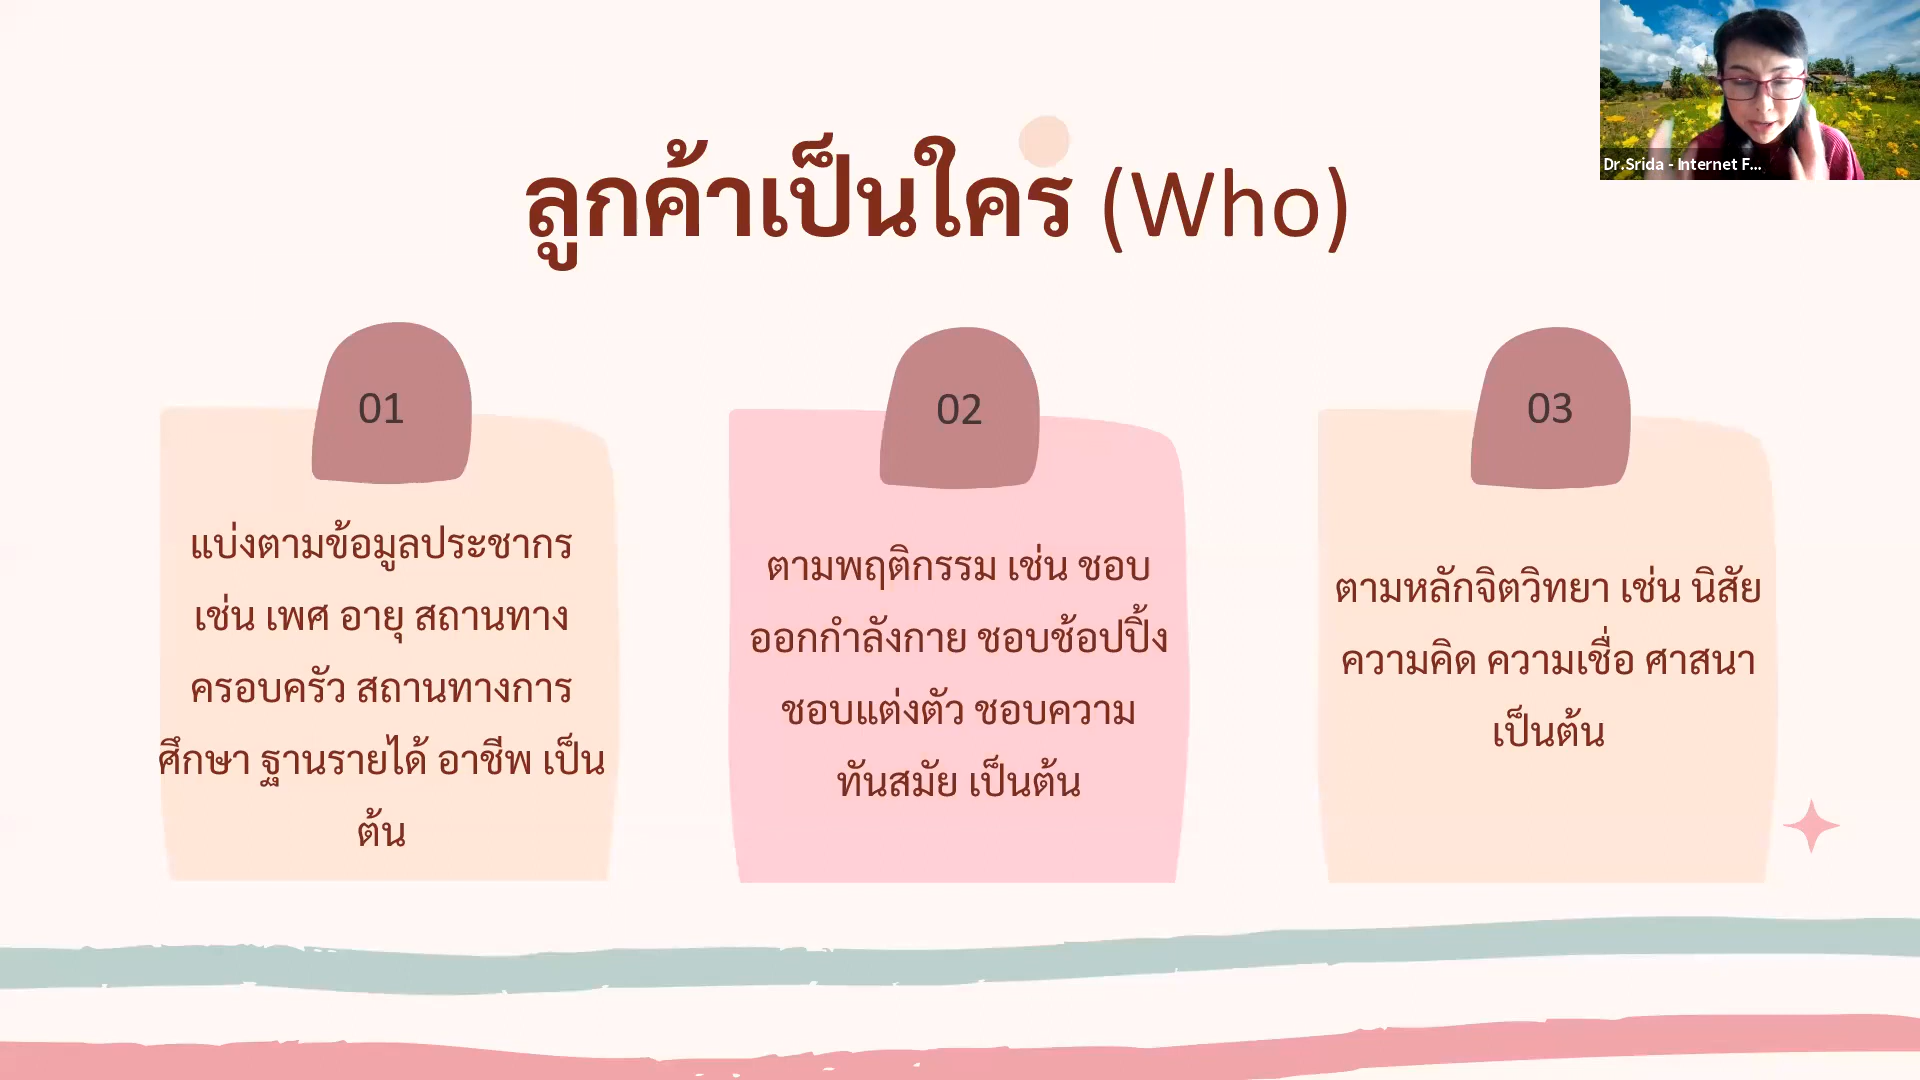 ลูกค้าเป็นใคร (Who)
Dr.Srida - Internet F...
01
แบ่งตามข้อมูลประชากร
เช่น เพศ อายุ สถานทาง
ครอบครัว สถานทางการ
ศึกษา ฐานรายได้ อาชีพ เป็น
ต้น
02
ตามพฤติกรรม เช่น ชอบ
ออกกำลังกาย ชอบช้อปปิ้ง
ชอบแต่งตัว ชอบความ
ทันสมัย เป็นต้น
03
ตามหลักจิตวิทยา เช่น นิสัย
ความคิด ความเชื่อ ศาสนา
เป็นต้น